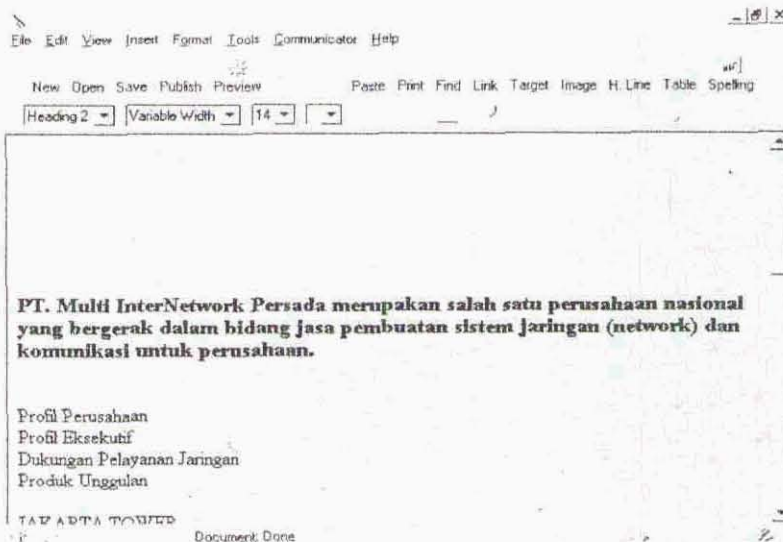 File Edit View Insert Format Tools Communicator Help
New Open Save Publish Preview Paste Print Find Link Target Image H. Line Table Spelling
Heading 2 Variable Width 14
PT. Multi InterNetwork Persada merupakan salah satu perusahaan nasional
yang bergerak dalam bidang jasa pembuatan sistem jaringan (network) dan
komunikasi untuk perusahaan.
Profil Perusahaan
Profil Eksekutif
Dukungan Pelayanan Jaringan
Produk Unggulan
JAKARTA TOWER
Document: Done